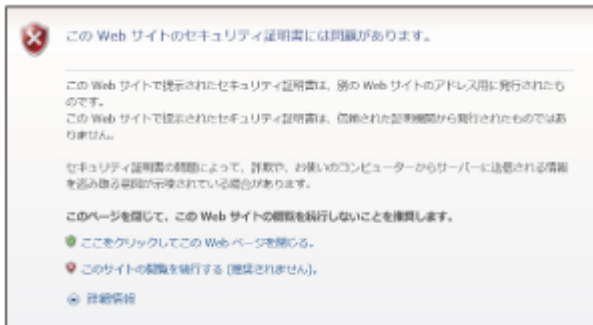 この Web サイトのセキュリティ証明書には問題があります。
この Web サイトで提示されたセキュリティ証明書は、別の Web サイトのアドレス用に発行されたも
のです。
この Web サイトで提示されたセキュリティ証明書は、信頼された証明機関から発行されたものではあ
りません。
セキュリティ証明書の問題によって、詐欺や、お使いのコンピューターからサーバーに送信される情報
を盗み取る意図が示唆されている場合があります。
このページを閉じて、この Web サイトの閲覧を続行しないことを推奨します。
ここをクリックしてこの Web ページを閉じる。
このサイトの閲覧を続行する (推奨されません)。
詳細情報